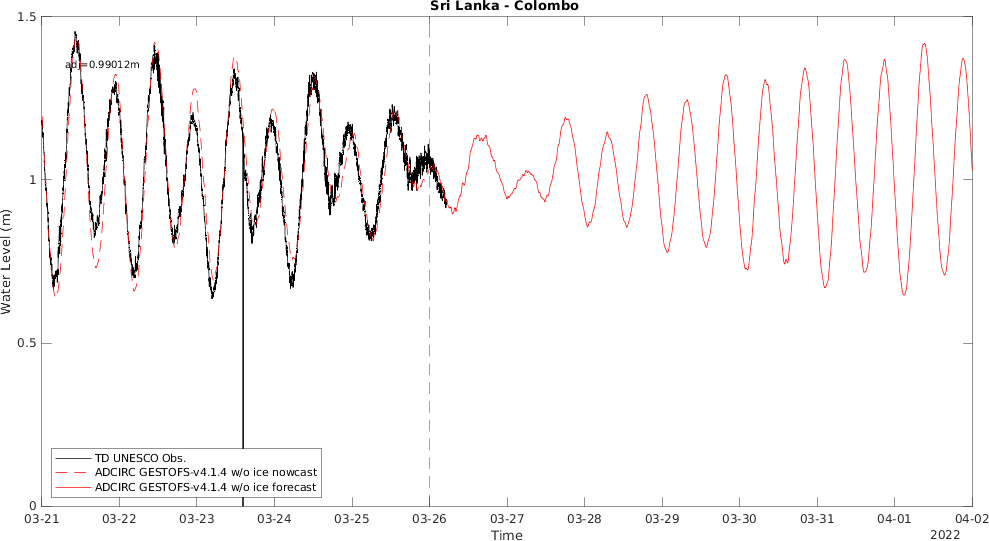 Sri Lanka - Colombo
1.5
adj=0.99012m
1
Water Level (m)
0.5
TD UNESCO Obs.
ADCIRC GESTOFS-v4.1.4 w/o ice nowcast
ADCIRC GESTOFS-v4.1.4 w/o ice forecast
0
03-21 03-22 03-23 03-24 03-25 03-26 03-27 03-28 03-29 03-30 03-31 04-01 04-02
Time
2022